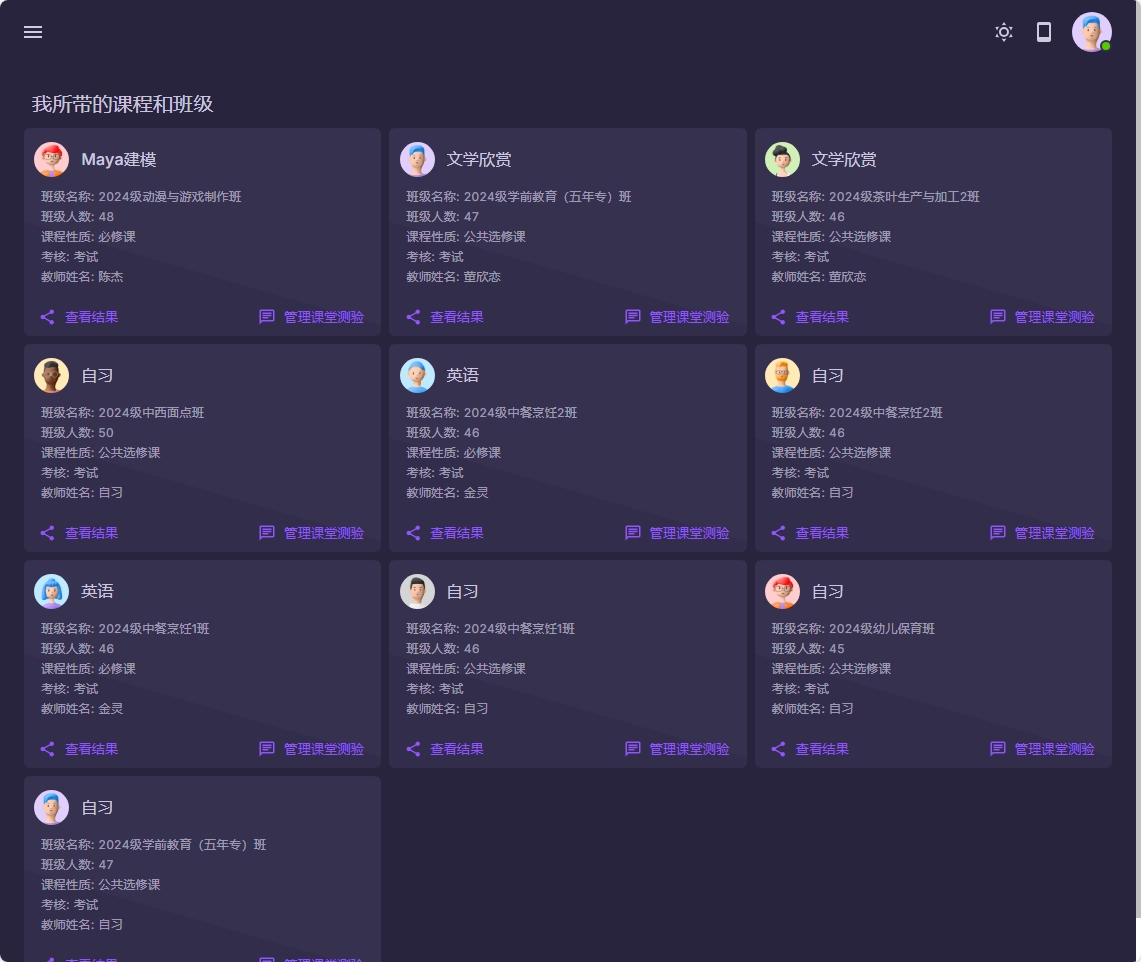 我所带的课程和班级
Maya建模
班级名称: 2024级动漫与游戏制作班
班级人数: 48
课程性质: 必修课
考核: 考试
教师姓名: 陈杰
查看结果 管理课堂测验
文学欣赏
班级名称: 2024级学前教育（五年专）班
班级人数: 47
课程性质: 公共选修课
考核: 考试
教师姓名: 董欣恋
查看结果 管理课堂测验
文学欣赏
班级名称: 2024级茶叶生产与加工2班
班级人数: 46
课程性质: 公共选修课
考核: 考试
教师姓名: 董欣恋
查看结果 管理课堂测验
自习
班级名称: 2024级中西面点班
班级人数: 50
课程性质: 公共选修课
考核: 考试
教师姓名: 自习
查看结果 管理课堂测验
英语
班级名称: 2024级中餐烹饪2班
班级人数: 46
课程性质: 必修课
考核: 考试
教师姓名: 金灵
查看结果 管理课堂测验
自习
班级名称: 2024级中餐烹饪2班
班级人数: 46
课程性质: 公共选修课
考核: 考试
教师姓名: 自习
查看结果 管理课堂测验
英语
班级名称: 2024级中餐烹饪1班
班级人数: 46
课程性质: 必修课
考核: 考试
教师姓名: 金灵
查看结果 管理课堂测验
自习
班级名称: 2024级中餐烹饪1班
班级人数: 46
课程性质: 公共选修课
考核: 考试
教师姓名: 自习
查看结果 管理课堂测验
自习
班级名称: 2024级幼儿保育班
班级人数: 45
课程性质: 公共选修课
考核: 考试
教师姓名: 自习
查看结果 管理课堂测验
自习
班级名称: 2024级学前教育（五年专）班
班级人数: 47
课程性质: 公共选修课
考核: 考试
教师姓名: 自习
查看结果 管理课堂测验